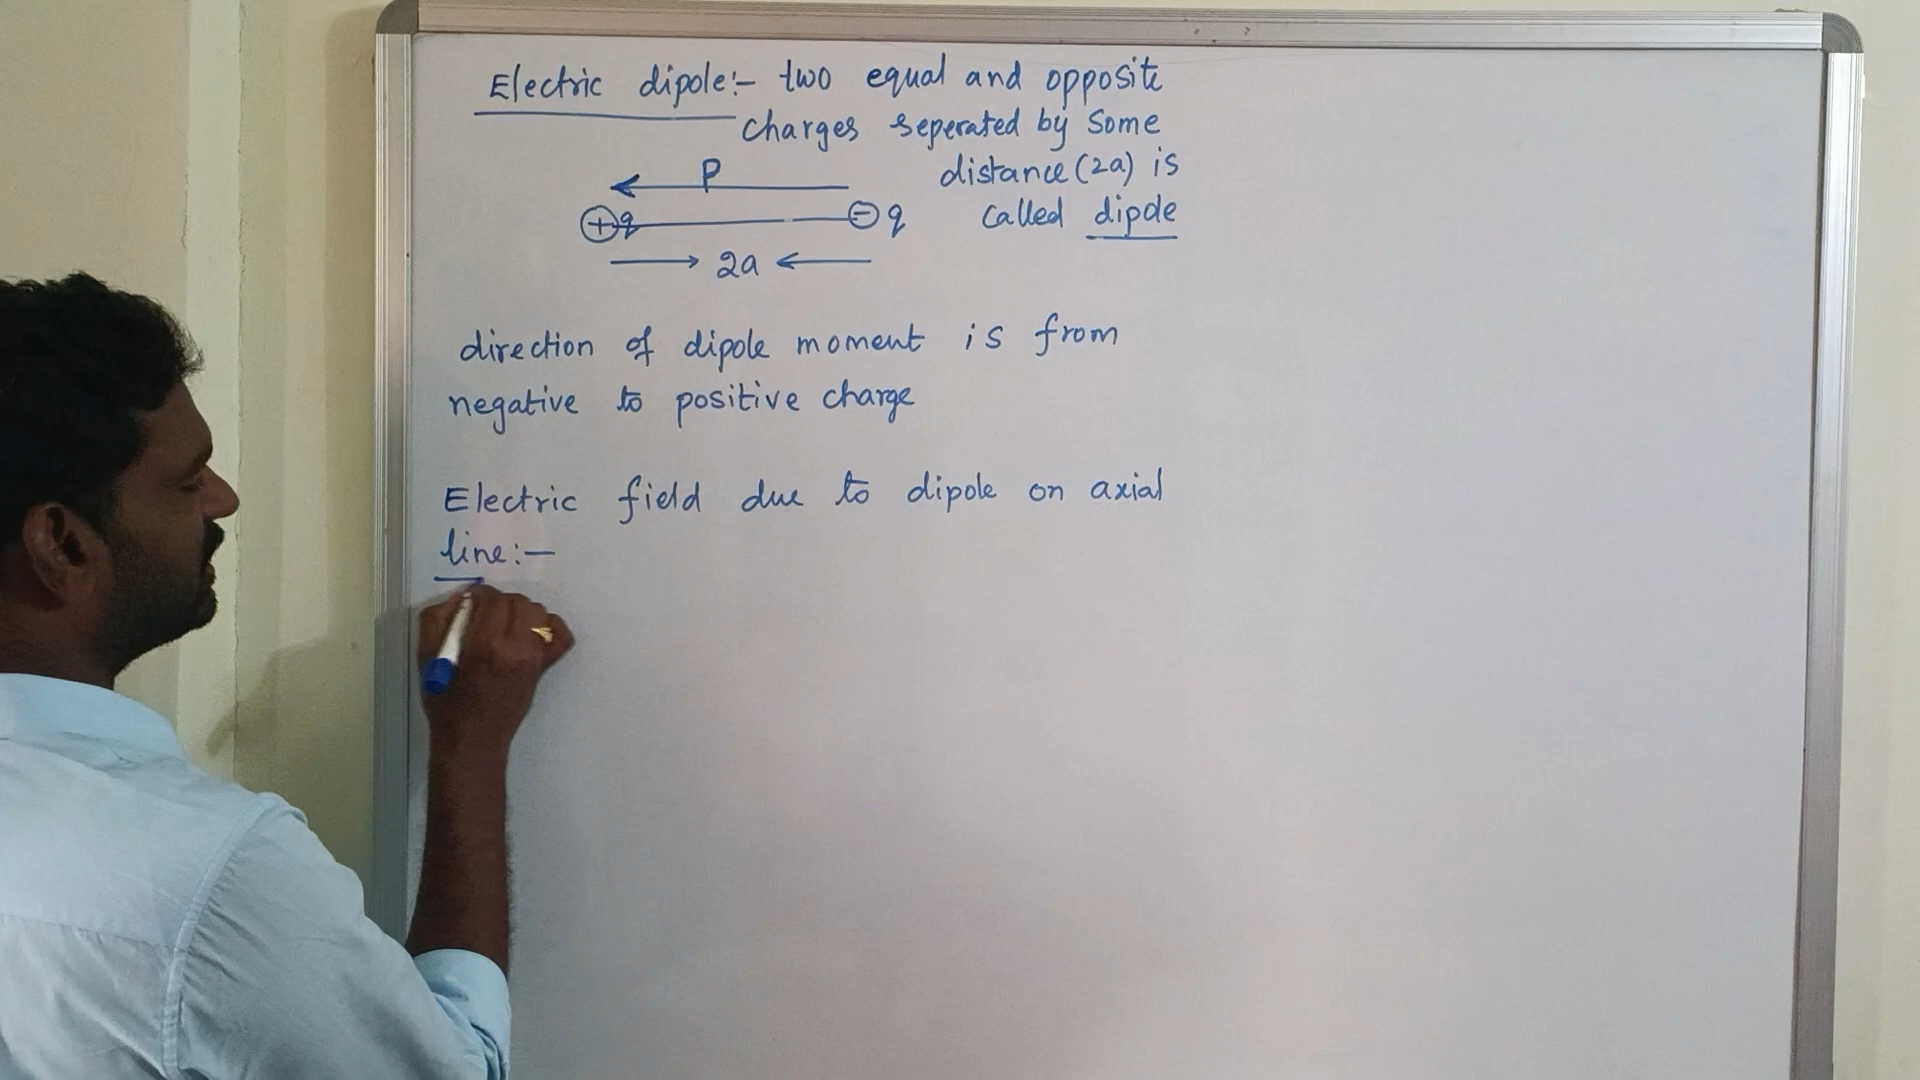 Electric dipole:- two equal and opposite
charges seperated by some
distance (2a) is
called dipole
P
+ q - q
2a
direction of dipole moment is from
negative to positive charge
Electric field due to dipole on axial
line:-